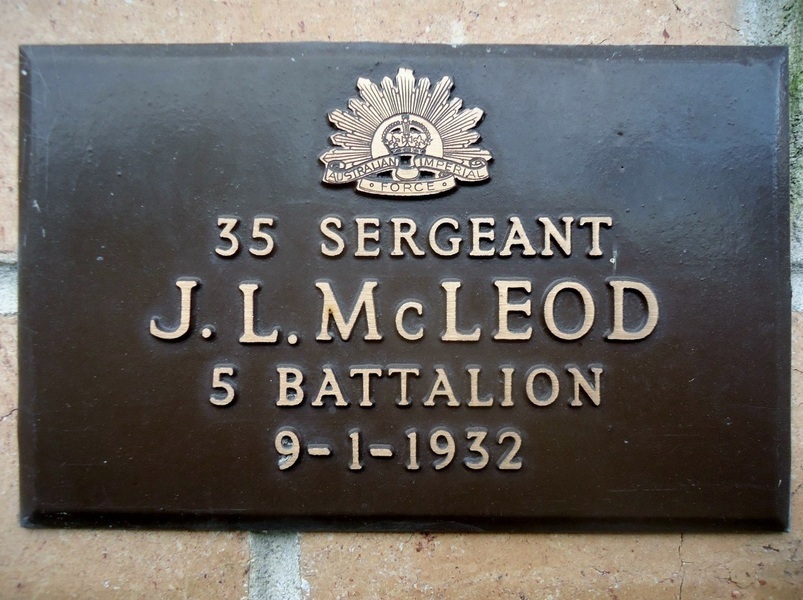 AUSTRALIAN IMPERIAL
FORCE
35 SERGEANT
J. L. McLEOD
5 BATTALION
9-1-1932